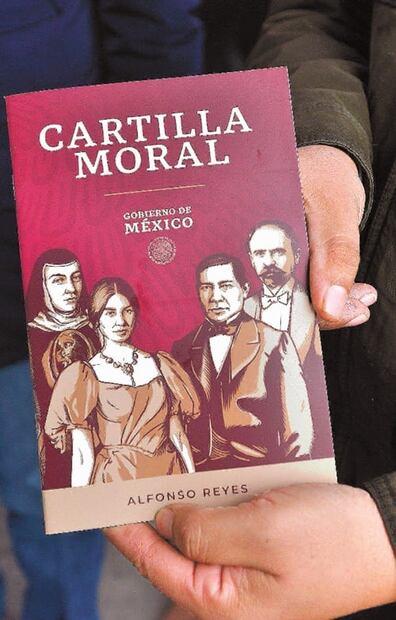 CARTILLA
MORAL
GOBIERNO DE
MÉXICO
ALFONSO REYES